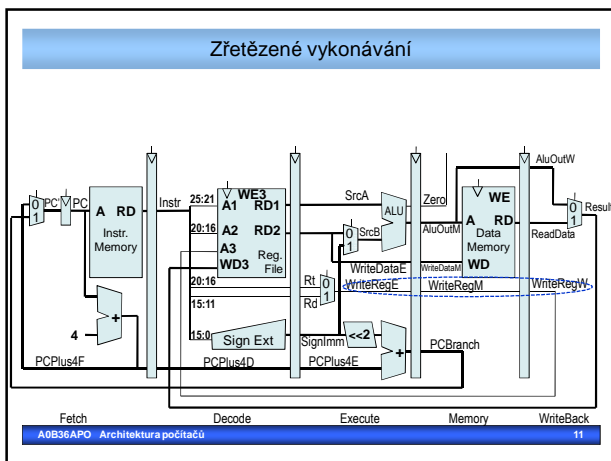 Zřetězené vykonávání
AluOutW
0
1
PC'
PC
A RD
Instr.
Memory
Instr
25:21
20:16
WE3
A1 RD1
A2 RD2
A3
WD3
Reg.
File
SrcA
0
1
SrcB
ALU
Zero
AluOutM
WE
A RD
Data
Memory
WD
ReadData
0
1
Result
WriteDataE
WriteDataM
20:16
Rt
0
1
WriteRegE
WriteRegM
WriteRegW
15:11
Rd
4
+
15:0
Sign Ext
SignImm
<<2
+
PCBranch
PCPlus4F
PCPlus4D
PCPlus4E
Fetch
Decode
Execute
Memory
WriteBack
A0B36APO Architektura počítačů
11